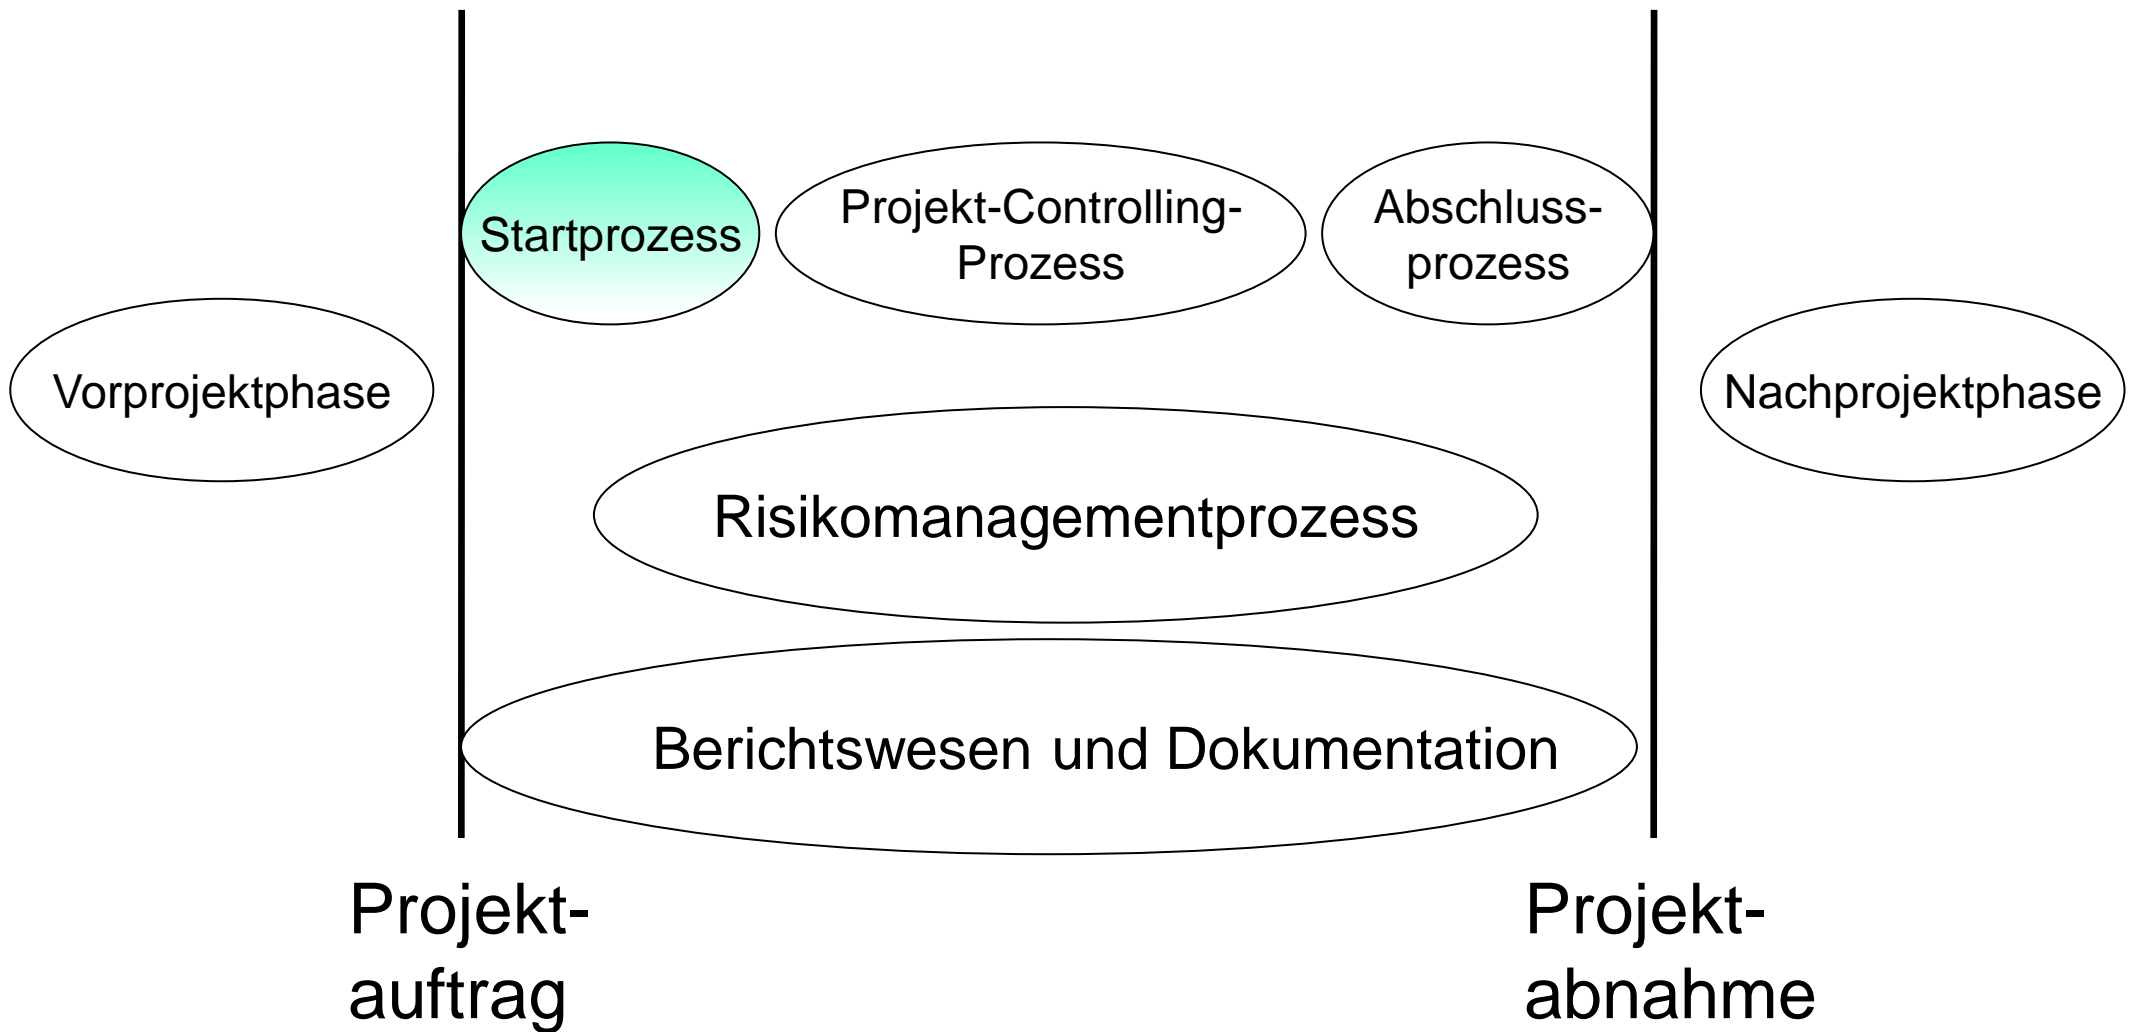 Startprozess
Projekt-Controlling-
Prozess
Abschluss-
prozess
Vorprojektphase
Nachprojektphase
Risikomanagementprozess
Berichtswesen und Dokumentation
Projekt-
auftrag
Projekt-
abnahme